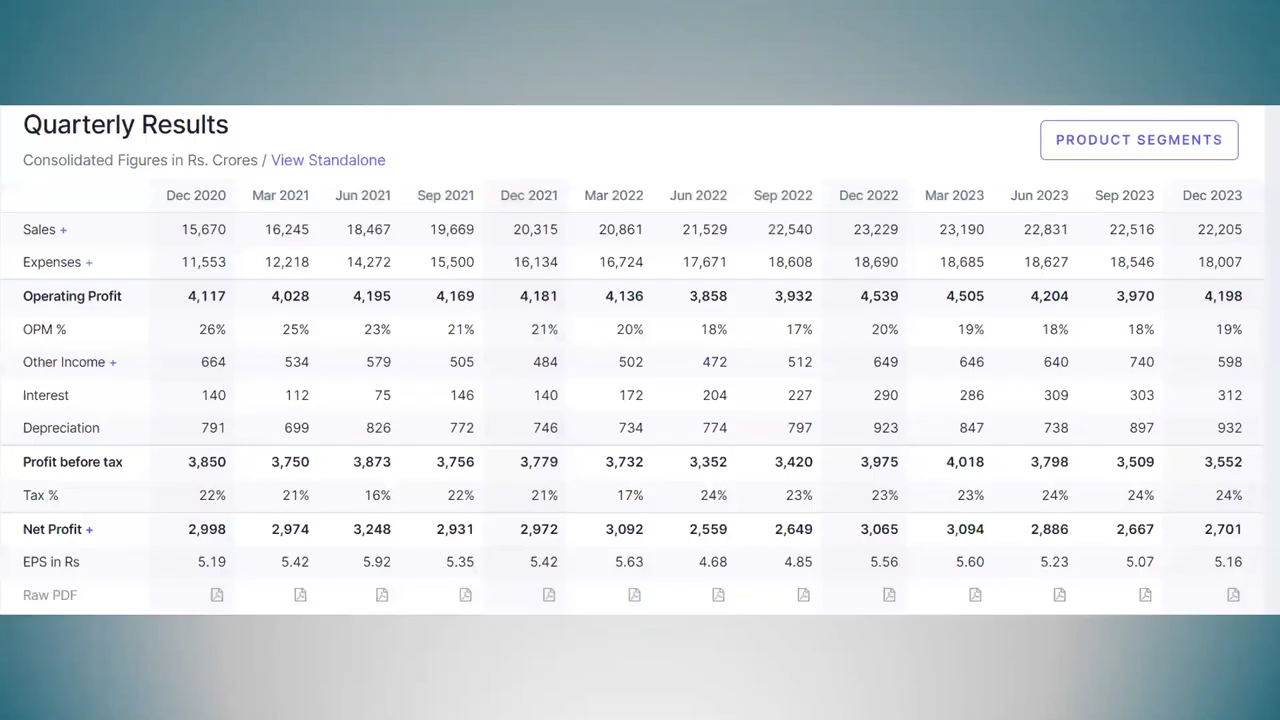 Quarterly Results
PRODUCT SEGMENTS
Consolidated Figures in Rs. Crores / View Standalone
Dec 2020 Mar 2021 Jun 2021 Sep 2021 Dec 2021 Mar 2022 Jun 2022 Sep 2022 Dec 2022 Mar 2023 Jun 2023 Sep 2023 Dec 2023
Sales + 15,670 16,245 18,467 19,669 20,315 20,861 21,529 22,540 23,229 23,190 22,831 22,516 22,205
Expenses + 11,553 12,218 14,272 15,500 16,134 16,724 17,671 18,608 18,690 18,685 18,627 18,546 18,007
Operating Profit 4,117 4,028 4,195 4,169 4,181 4,136 3,858 3,932 4,539 4,505 4,204 3,970 4,198
OPM % 26% 25% 23% 21% 21% 20% 18% 17% 20% 19% 18% 18% 19%
Other Income + 664 534 579 505 484 502 472 512 649 646 640 740 598
Interest 140 112 75 146 140 172 204 227 290 286 309 303 312
Depreciation 791 699 826 772 746 734 774 797 923 847 738 897 932
Profit before tax 3,850 3,750 3,873 3,756 3,779 3,732 3,352 3,420 3,975 4,018 3,798 3,509 3,552
Tax % 22% 21% 16% 22% 21% 17% 24% 23% 23% 23% 24% 24% 24%
Net Profit + 2,998 2,974 3,248 2,931 2,972 3,092 2,559 2,649 3,065 3,094 2,886 2,667 2,701
EPS in Rs 5.19 5.42 5.92 5.35 5.42 5.63 4.68 4.85 5.56 5.60 5.23 5.07 5.16
Raw PDF